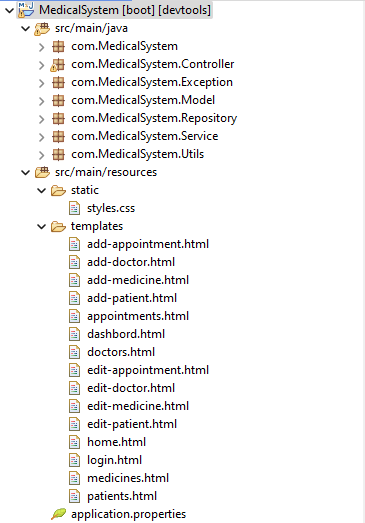 MedicalSystem [boot] [devtools]
src/main/java
com.MedicalSystem
com.MedicalSystem.Controller
com.MedicalSystem.Exception
com.MedicalSystem.Model
com.MedicalSystem.Repository
com.MedicalSystem.Service
com.MedicalSystem.Utils
src/main/resources
static
styles.css
templates
add-appointment.html
add-doctor.html
add-medicine.html
add-patient.html
appointments.html
dashbord.html
doctors.html
edit-appointment.html
edit-doctor.html
edit-medicine.html
edit-patient.html
home.html
login.html
medicines.html
patients.html
application.properties